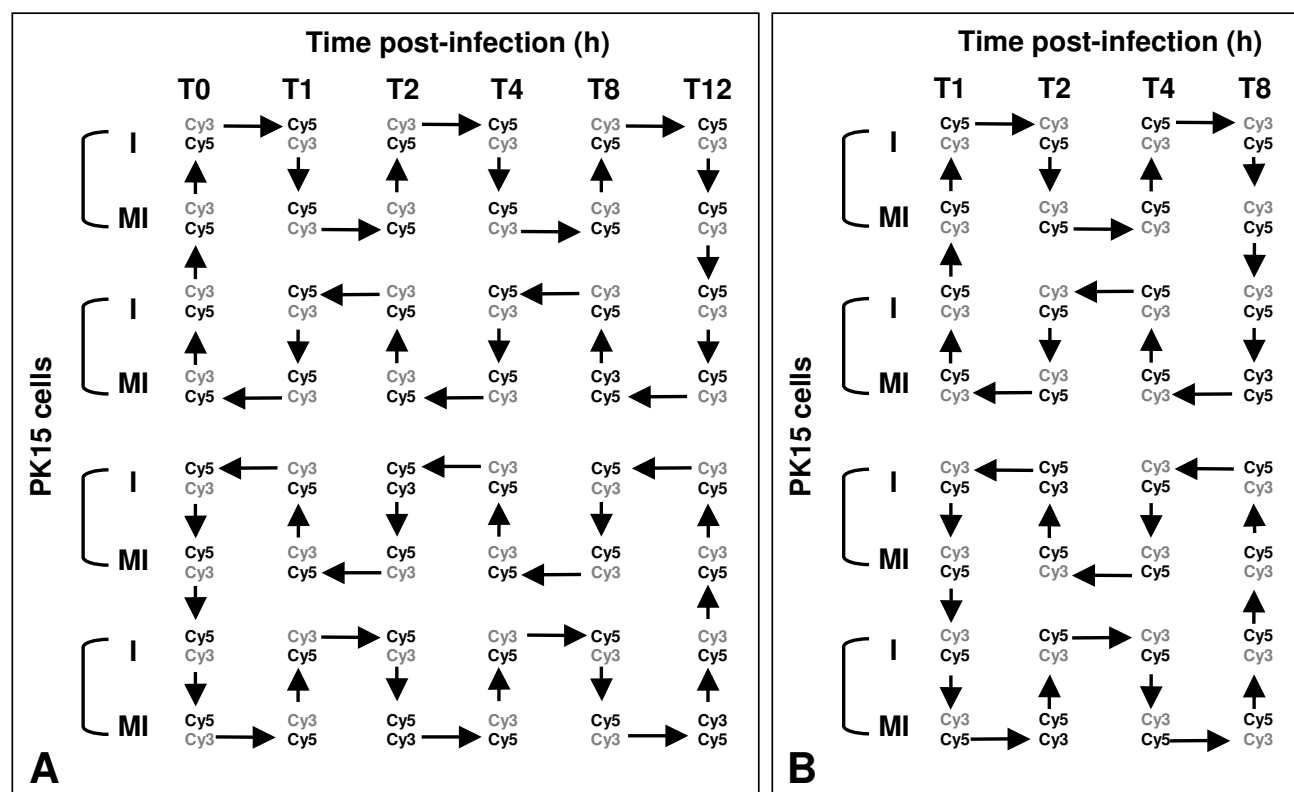 Time post-infection (h)
T0 T1 T2 T4 T8 T12
Cy3 Cy5 Cy3 Cy5 Cy3 Cy5
I
Cy5 Cy3 Cy5 Cy3 Cy5 Cy3
Cy3 Cy5 Cy3 Cy5 Cy3 Cy5
MI
Cy5 Cy3 Cy5 Cy3 Cy5 Cy3
Cy3 Cy5 Cy3 Cy5 Cy3 Cy5
I
Cy5 Cy3 Cy5 Cy3 Cy5 Cy3
Cy3 Cy5 Cy3 Cy5 Cy3 Cy5
MI
Cy5 Cy3 Cy5 Cy3 Cy5 Cy3
PK15 cells
Cy5 Cy3 Cy5 Cy3 Cy5 Cy3
I
Cy3 Cy5 Cy3 Cy5 Cy3 Cy5
Cy5 Cy3 Cy5 Cy3 Cy5 Cy3
MI
Cy3 Cy5 Cy3 Cy5 Cy3 Cy5
Cy5 Cy3 Cy5 Cy3 Cy5 Cy3
I
Cy3 Cy5 Cy3 Cy5 Cy3 Cy5
Cy5 Cy3 Cy5 Cy3 Cy5 Cy3
MI
Cy3 Cy5 Cy3 Cy5 Cy3 Cy5
A
Time post-infection (h)
T1 T2 T4 T8
Cy5 Cy3 Cy5 Cy3
I
Cy3 Cy5 Cy3 Cy5
Cy5 Cy3 Cy5 Cy3
MI
Cy3 Cy5 Cy3 Cy5
Cy5 Cy3 Cy5 Cy3
I
Cy3 Cy5 Cy3 Cy5
Cy5 Cy3 Cy5 Cy3
MI
Cy3 Cy5 Cy3 Cy5
PK15 cells
Cy3 Cy5 Cy3 Cy5
I
Cy5 Cy3 Cy5 Cy3
Cy3 Cy5 Cy3 Cy5
MI
Cy5 Cy3 Cy5 Cy3
Cy3 Cy5 Cy3 Cy5
I
Cy5 Cy3 Cy5 Cy3
Cy3 Cy5 Cy3 Cy5
MI
Cy5 Cy3 Cy5 Cy3
B